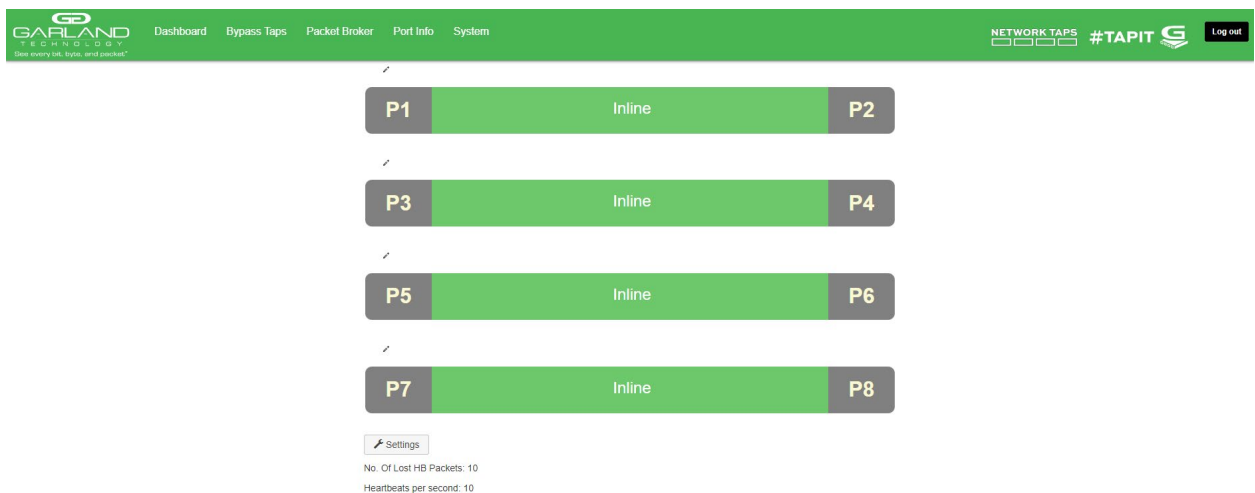 GARLAND
TECHNOLOGY
See every bit, byte, and packet.®
Dashboard Bypass Taps Packet Broker Port Info System
NETWORK TAPS #TAPIT Log out
P1 Inline P2
P3 Inline P4
P5 Inline P6
P7 Inline P8
Settings
No. Of Lost HB Packets: 10
Heartbeats per second: 10